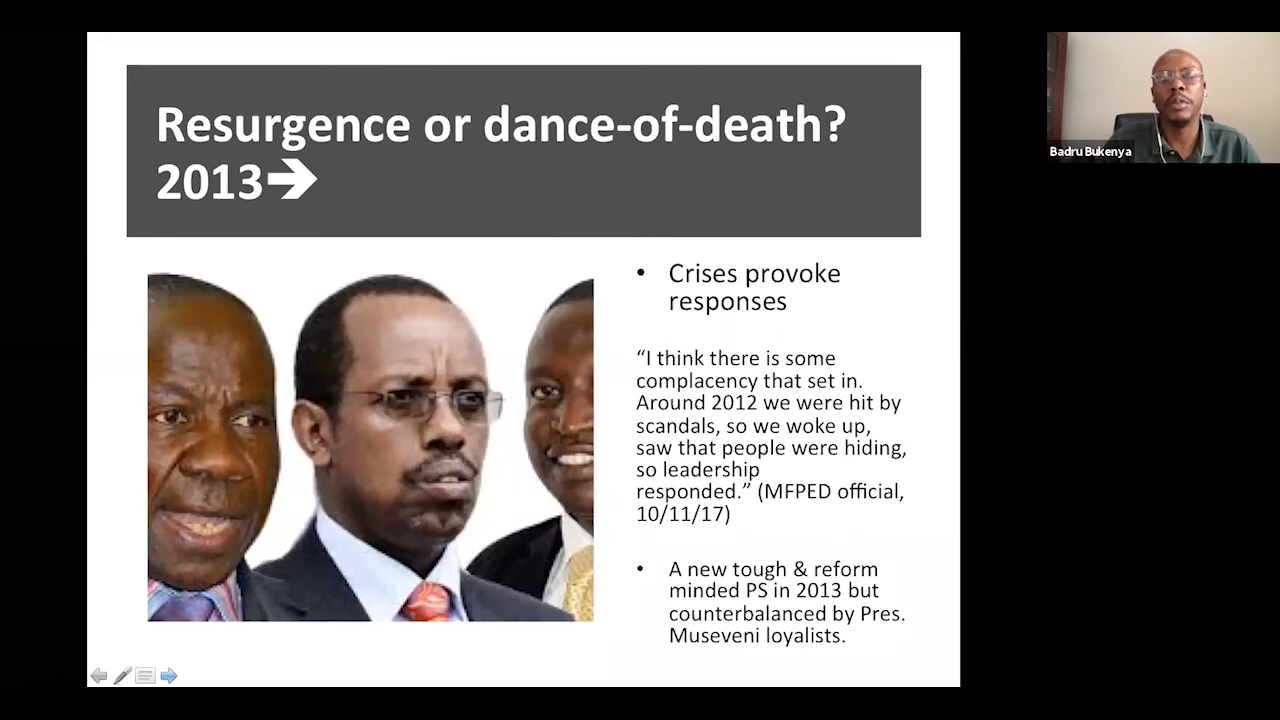 Resurgence or dance-of-death?
2013➔
• Crises provoke
responses
“I think there is some
complacency that set in.
Around 2012 we were hit by
scandals, so we woke up,
saw that people were hiding,
so leadership
responded.” (MFPED official,
10/11/17)
• A new tough & reform
minded PS in 2013 but
counterbalanced by Pres.
Museveni loyalists.
Badru Bukenya